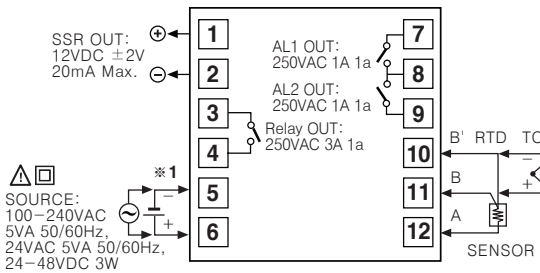 SSR OUT:
12VDC ±2V
20mA Max.
⊕
⊖
1
2
3
4
5
6
7
8
9
10
11
12
AL1 OUT:
250VAC 1A 1a
AL2 OUT:
250VAC 1A 1a
Relay OUT:
250VAC 3A 1a
※1
−
+
SOURCE:
100−240VAC
5VA 50/60Hz,
24VAC 5VA 50/60Hz,
24−48VDC 3W
B' RTD TC
B
A
−
+
SENSOR